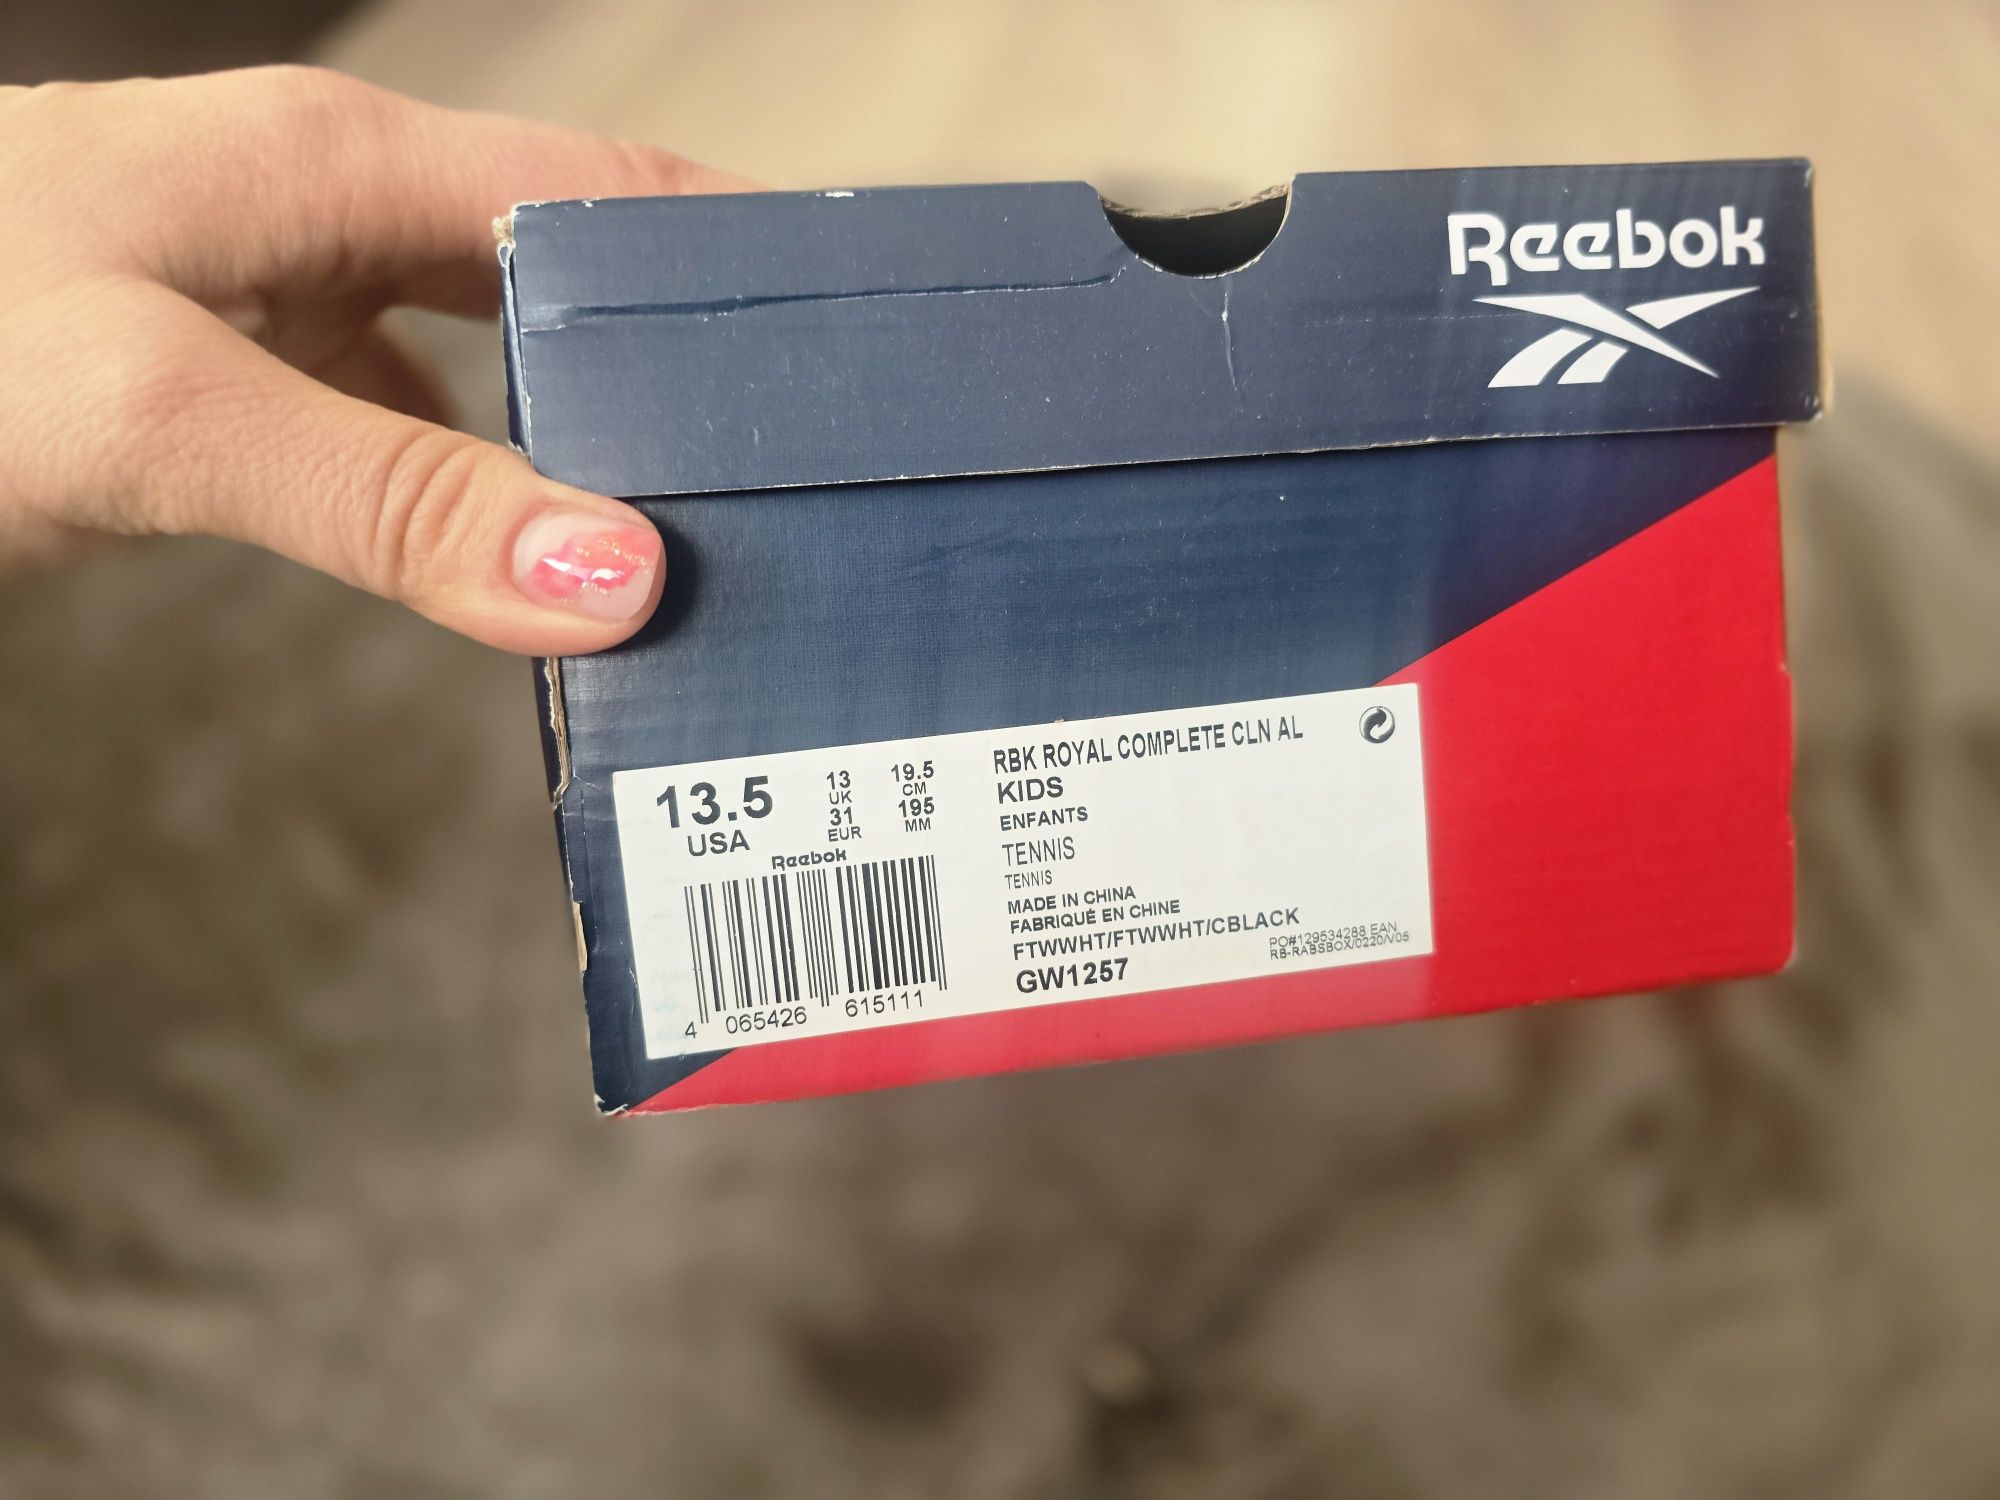 Reebok
13.5
USA
13
UK
31
EUR
19.5
CM
195
MM
Reebok
4 065426 615111
RBK ROYAL COMPLETE CLN AL
KIDS
ENFANTS
TENNIS
TENNIS
MADE IN CHINA
FABRIQUÉ EN CHINE
FTWWHT/FTWWHT/CBLACK
GW1257
PO#129534288 EAN
RB-RABSBOX/0220/V05